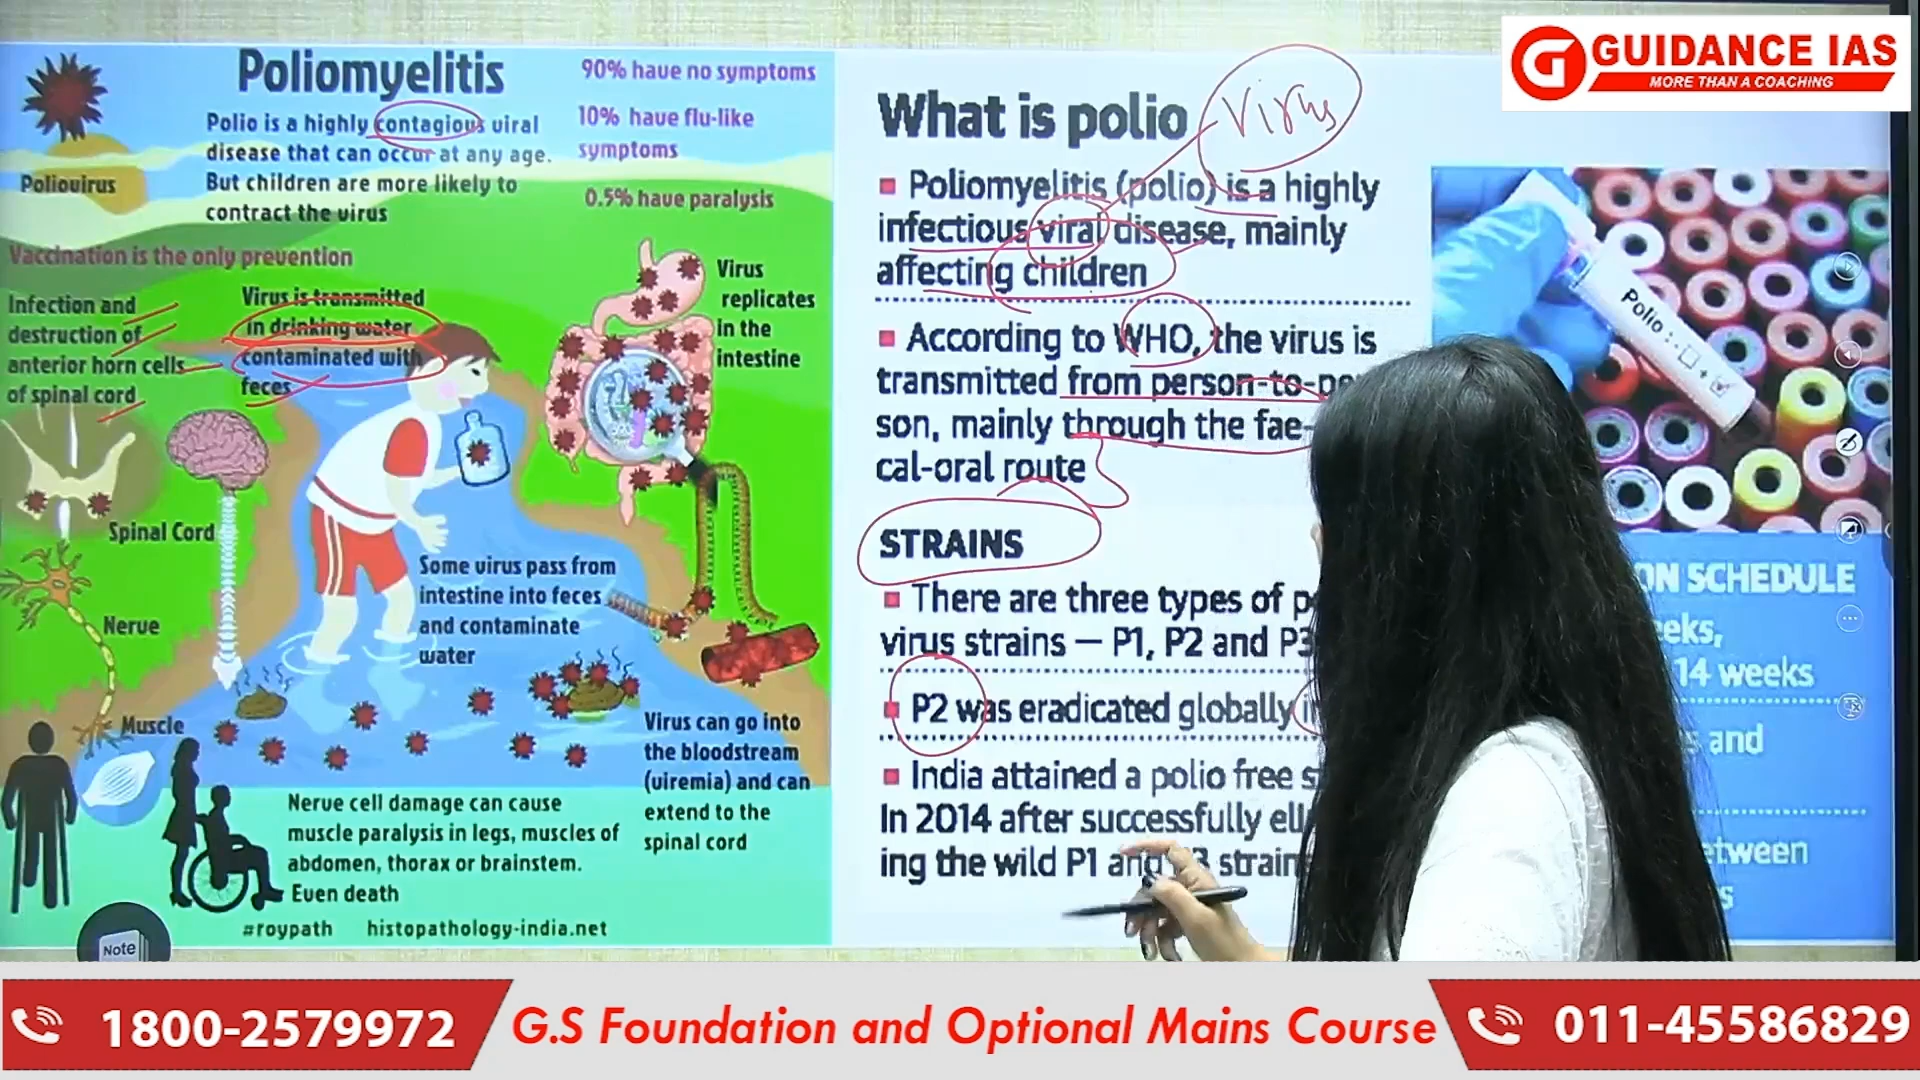 GUIDANCE IAS
MORE THAN A COACHING
Poliomyelitis
Polio is a highly contagious viral
disease that can occur at any age.
But children are more likely to
contract the virus
90% have no symptoms
10% have flu-like
symptoms
0.5% have paralysis
Poliovirus
Vaccination is the only prevention
Infection and
destruction of
anterior horn cells
of spinal cord
Virus is transmitted
in drinking water
contaminated with
feces
Virus
replicates
in the
intestine
Spinal Cord
Nerve
Muscle
Some virus pass from
intestine into feces
and contaminate
water
Virus can go into
the bloodstream
(viremia) and can
extend to the
spinal cord
Nerve cell damage can cause
muscle paralysis in legs, muscles of
abdomen, thorax or brainstem.
Even death
#roypath histopathology-india.net
Note
What is polio
Virus
Poliomyelitis (polio) is a highly
infectious viral disease, mainly
affecting children
According to WHO, the virus is
transmitted from person-to-
son, mainly through the fae-
cal-oral route
STRAINS
There are three types of
virus strains — P1, P2 and P3
P2 was eradicated globally
India attained a polio free
In 2014 after successfully
ing the wild P1 and
Polio :
SCHEDULE
14 weeks
and
1800-2579972
G.S Foundation and Optional Mains Course
011-45586829